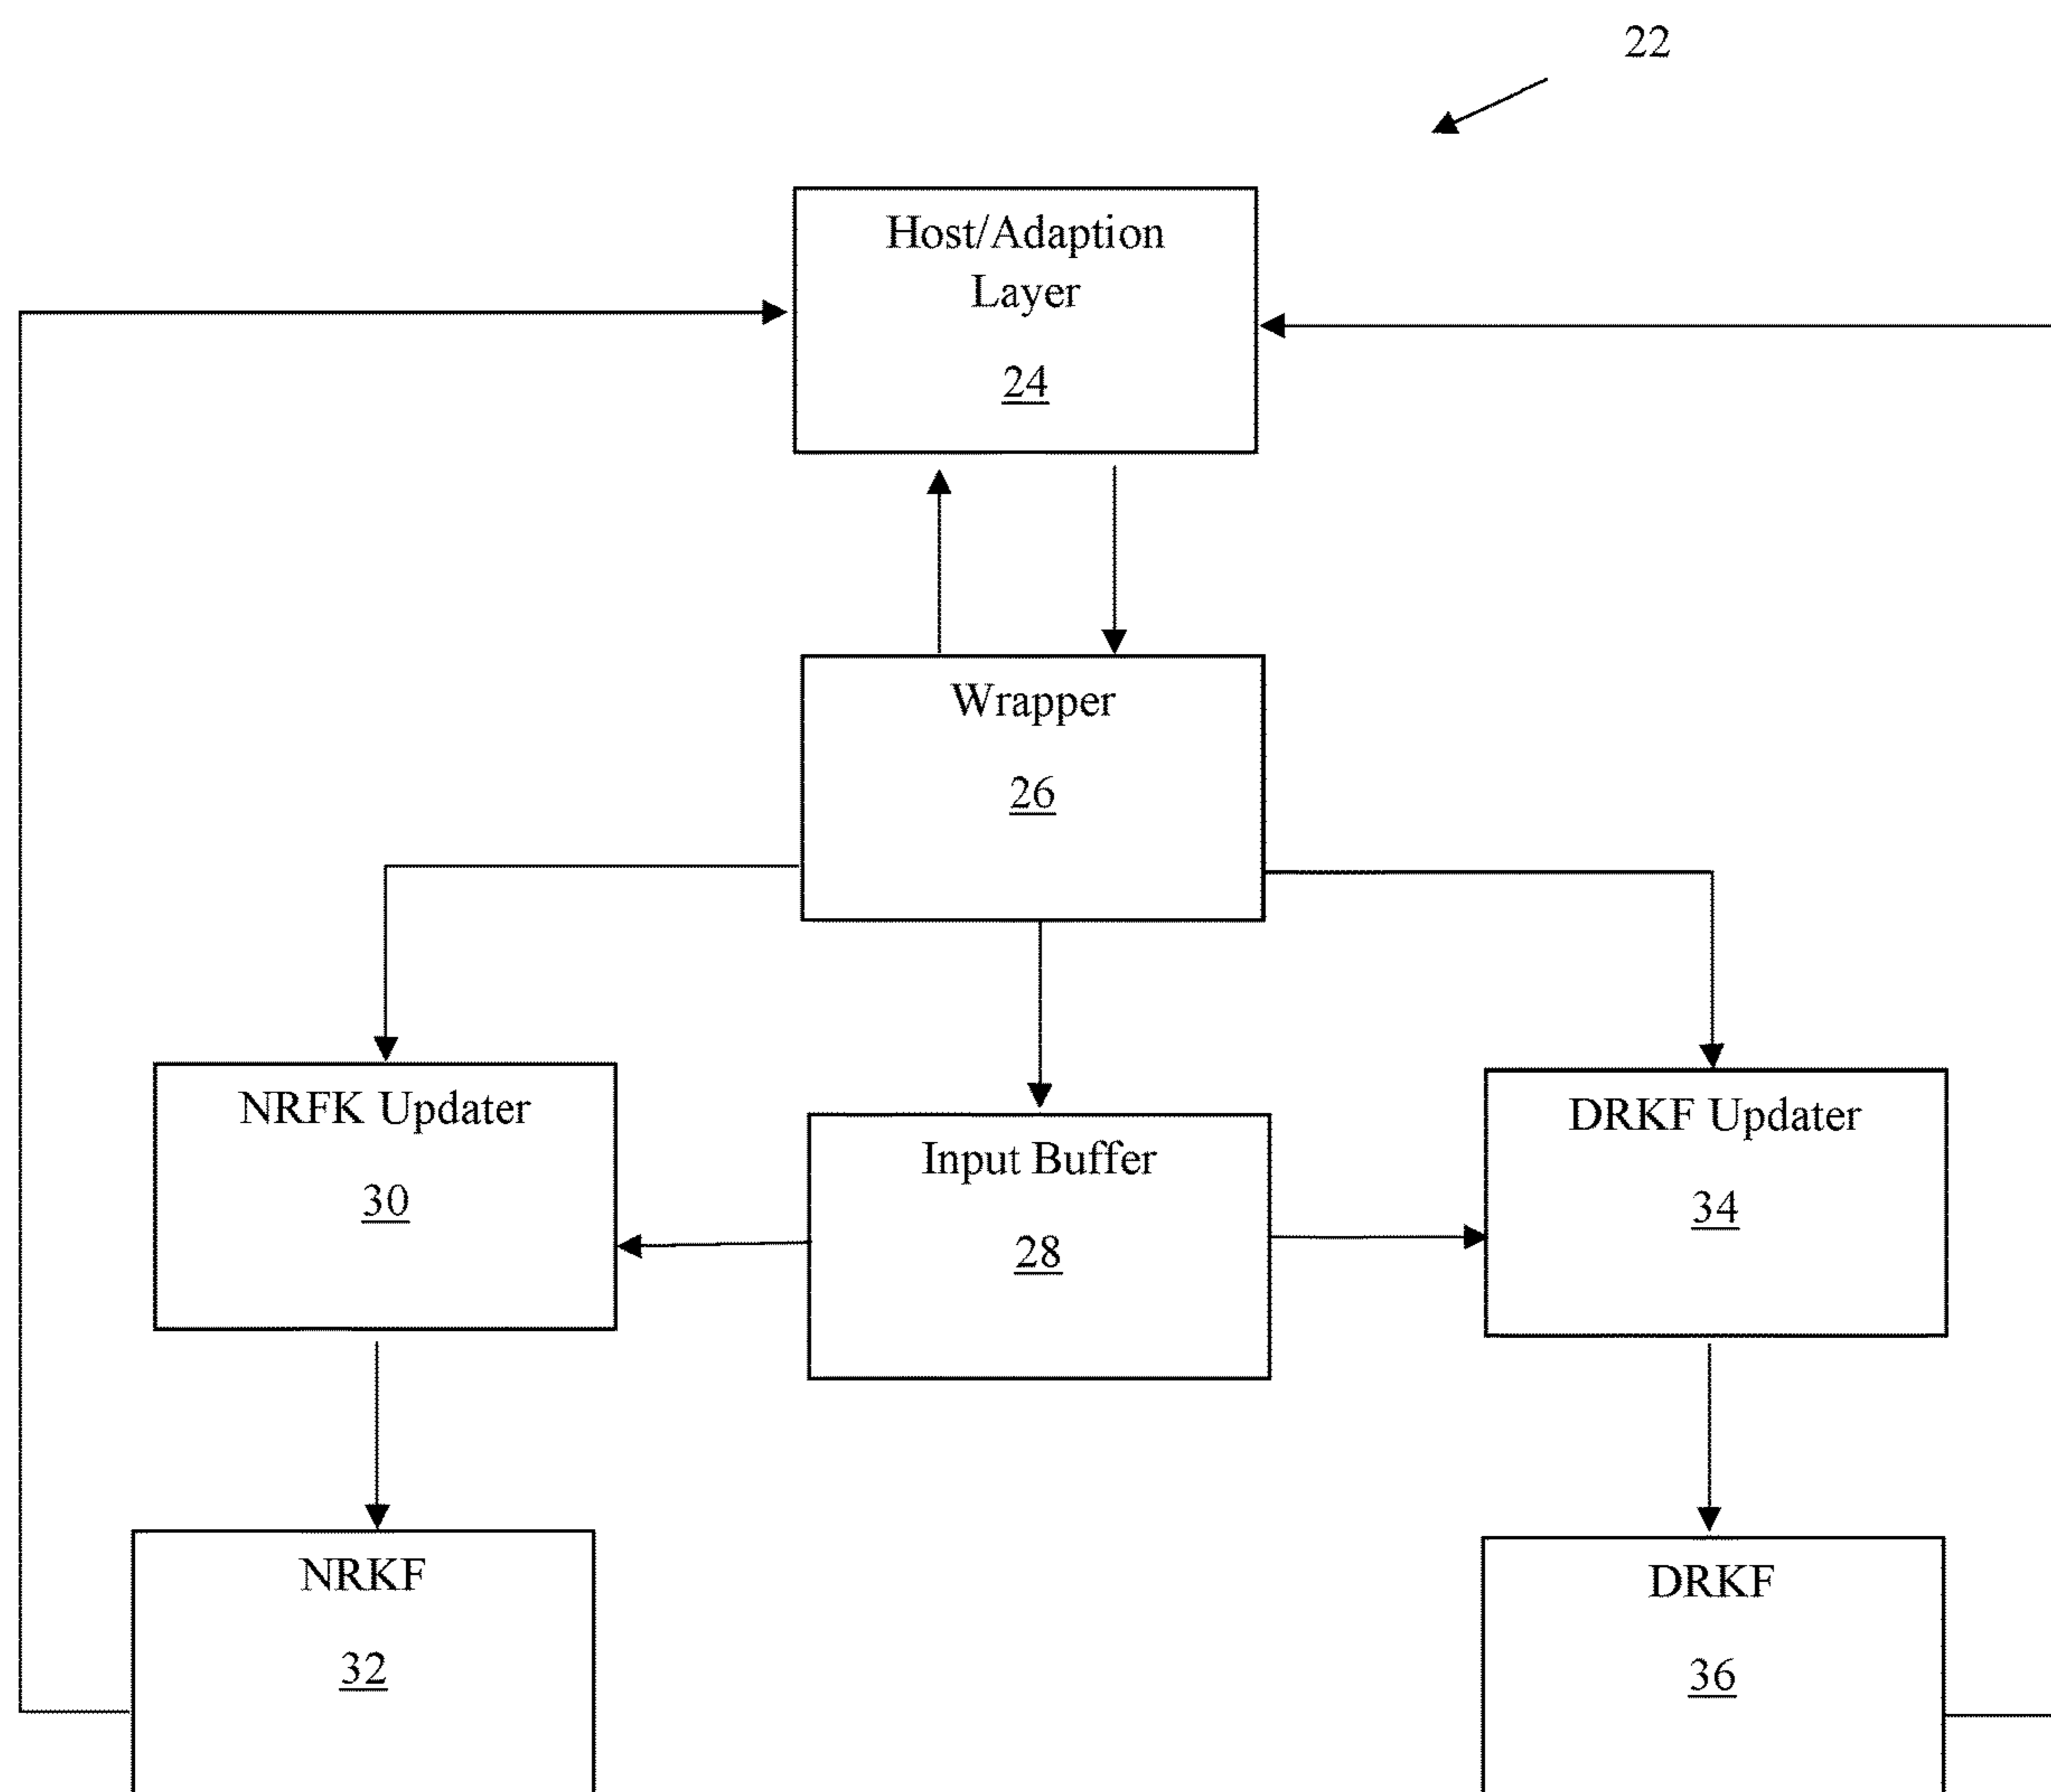 22
Host/Adaption
Layer
24
Wrapper
26
NRFK Updater
30
Input Buffer
28
DRKF Updater
34
NRKF
32
DRKF
36